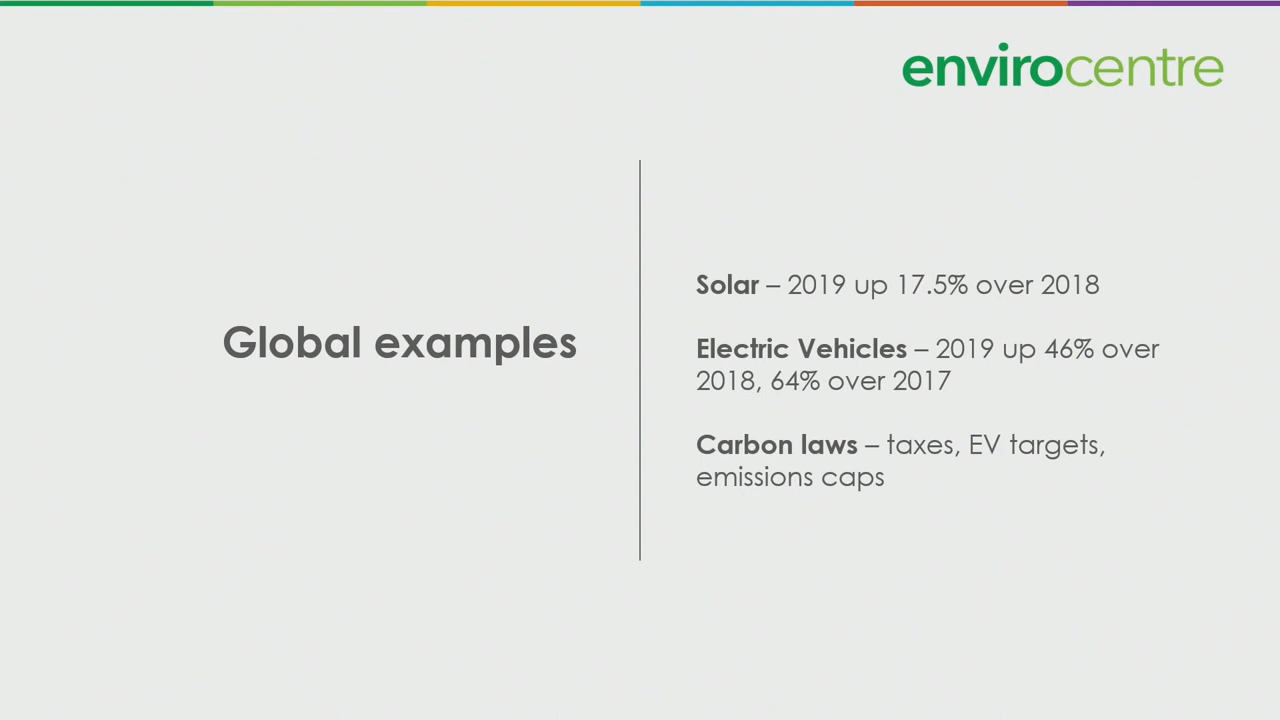 envirocentre
Global examples
Solar – 2019 up 17.5% over 2018
Electric Vehicles – 2019 up 46% over
2018, 64% over 2017
Carbon laws – taxes, EV targets,
emissions caps